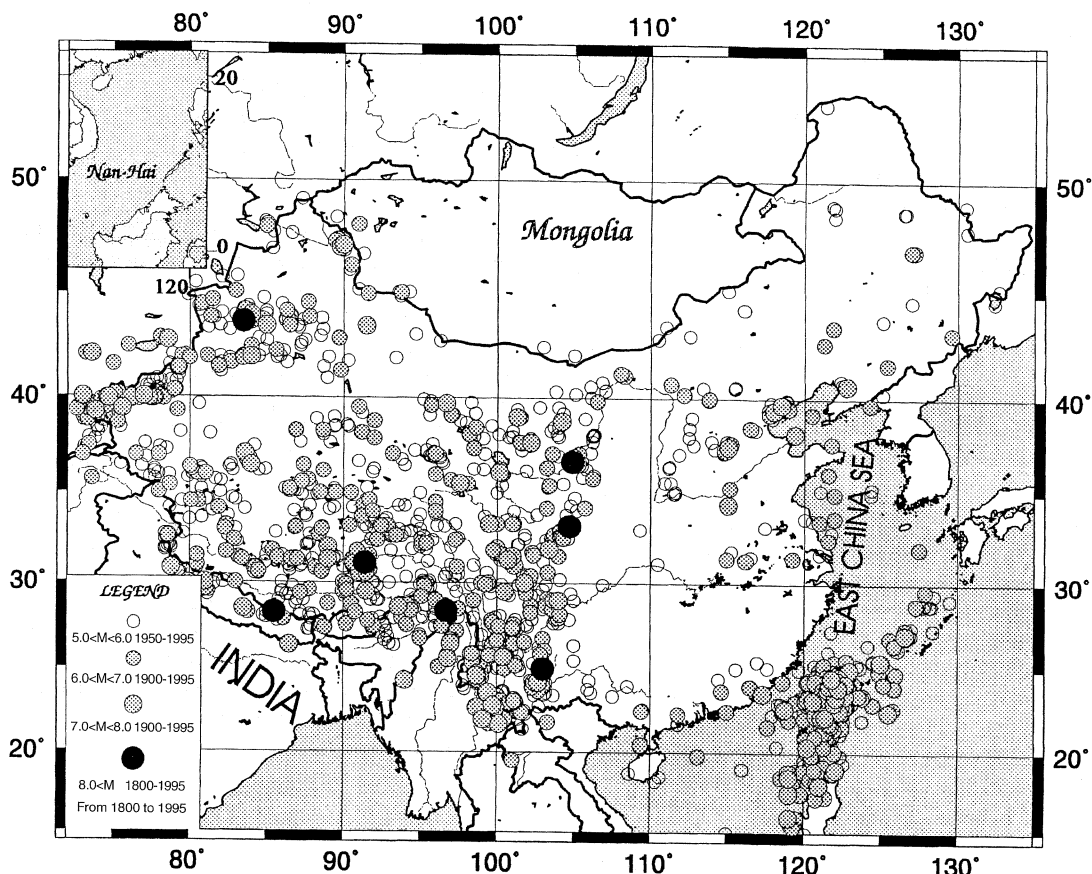 80° 90° 100° 110° 120° 130°
20
Nan-Hai
0
120
50° 50°
Mongolia
40° 40°
EAST CHINA SEA
30° 30°
LEGEND
5.0<M<6.0 1950-1995
6.0<M<7.0 1900-1995
7.0<M<8.0 1900-1995
8.0<M 1800-1995
From 1800 to 1995
INDIA
20° 20°
80° 90° 100° 110° 120° 130°